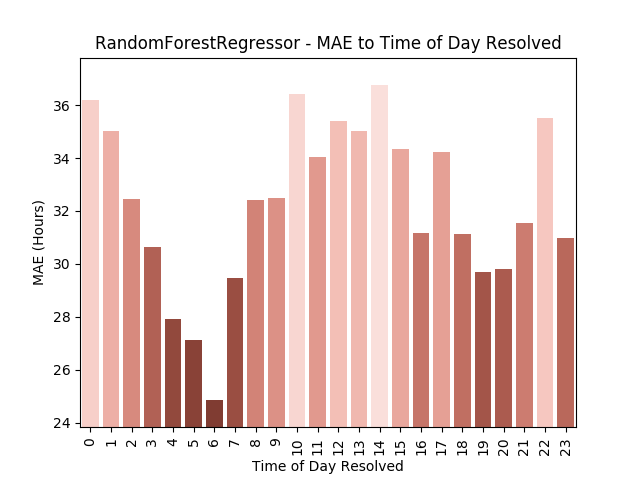 RandomForestRegressor - MAE to Time of Day Resolved
36
34
32
30
28
26
24
MAE (Hours)
0 1 2 3 4 5 6 7 8 9 10 11 12 13 14 15 16 17 18 19 20 21 22 23
Time of Day Resolved